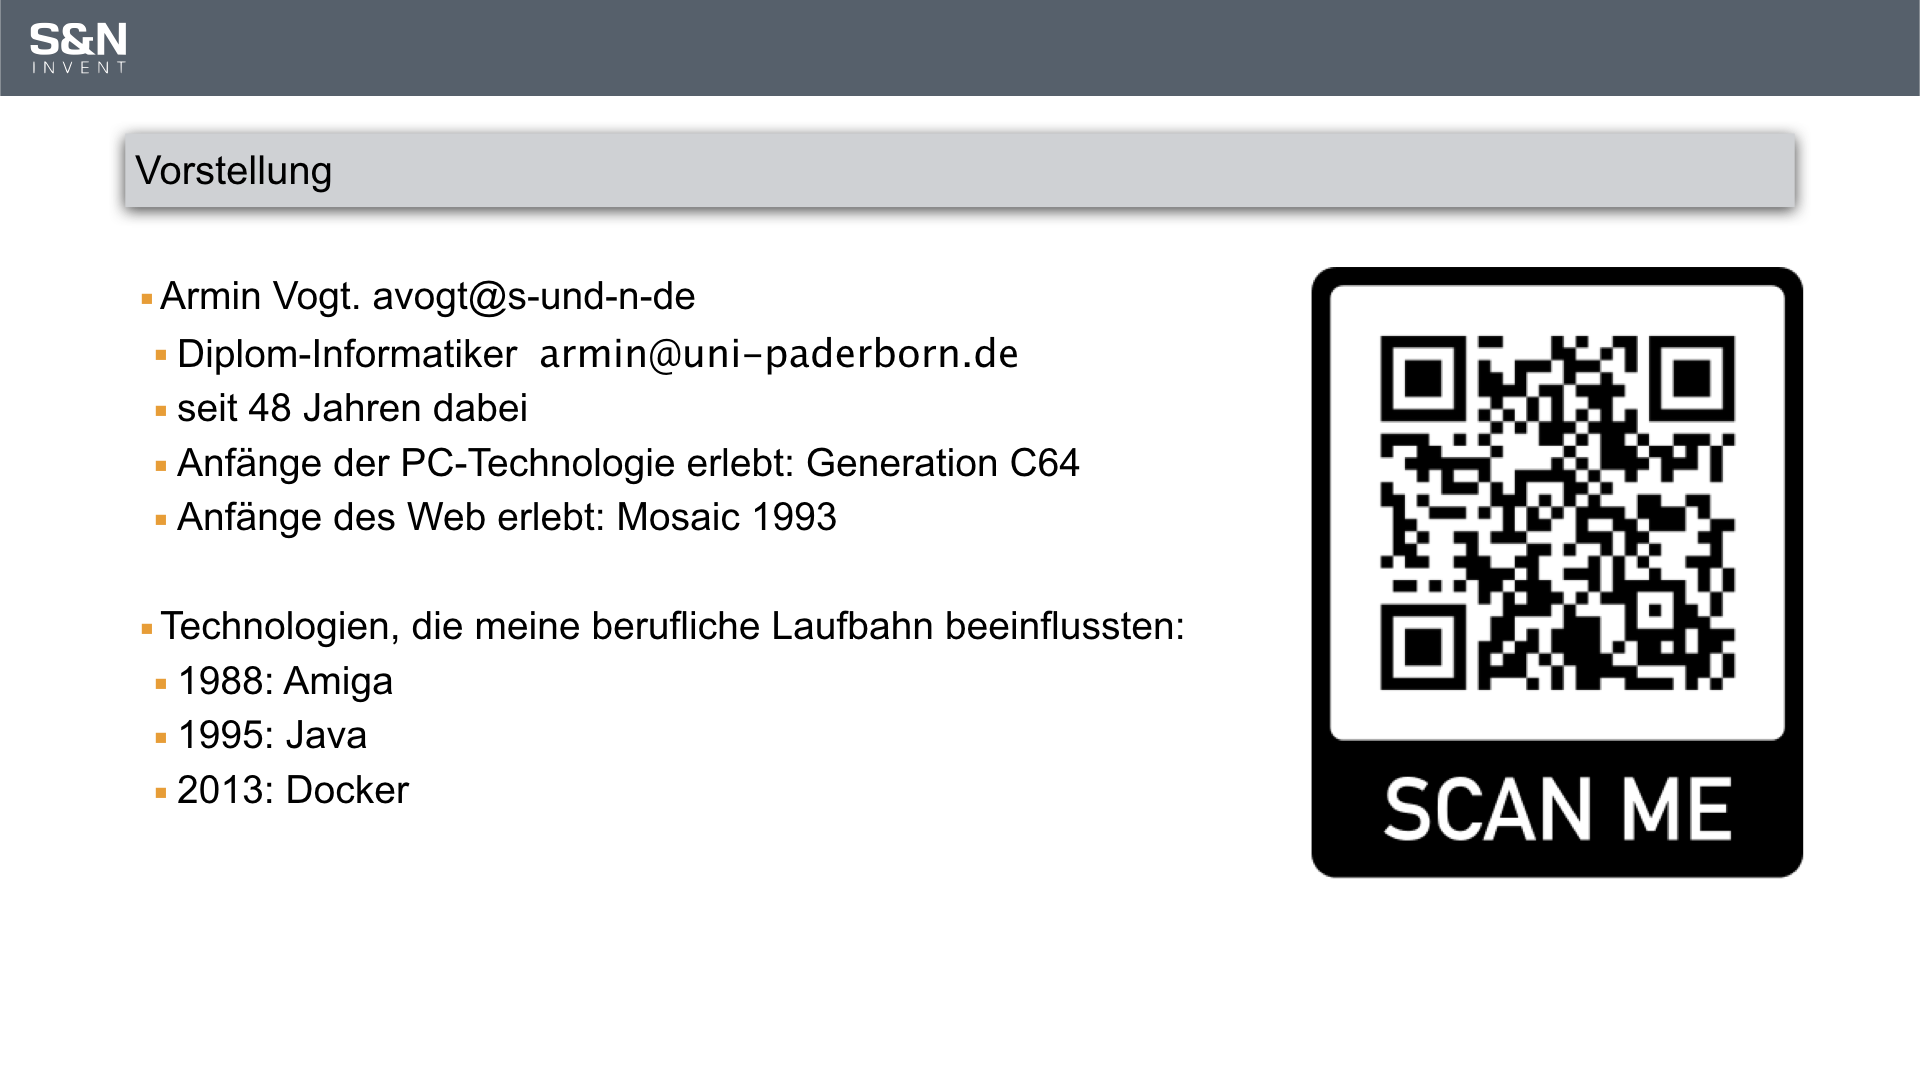 S&N
INVENT
Vorstellung
Armin Vogt. avogt@s-und-n-de
Diplom-Informatiker armin@uni-paderborn.de
seit 48 Jahren dabei
Anfänge der PC-Technologie erlebt: Generation C64
Anfänge des Web erlebt: Mosaic 1993
Technologien, die meine berufliche Laufbahn beeinflussten:
1988: Amiga
1995: Java
2013: Docker
SCAN ME